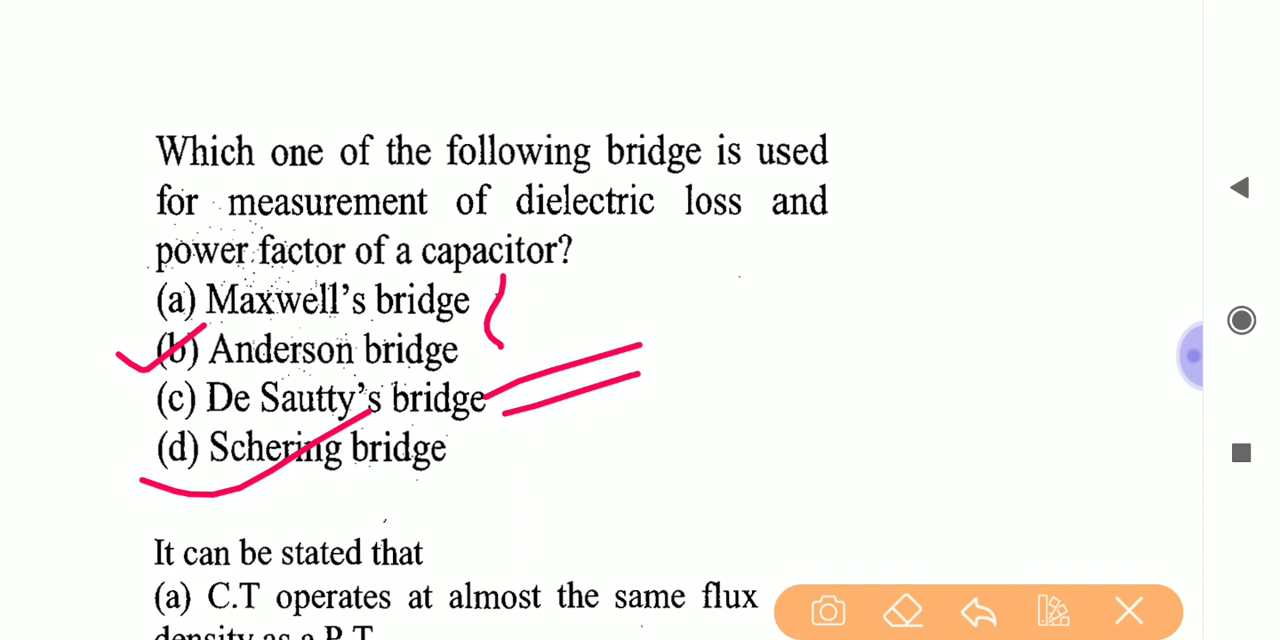 Which one of the following bridge is used
for measurement of dielectric loss and
power factor of a capacitor?
(a) Maxwell's bridge
(b) Anderson bridge
(c) De Sautty's bridge
(d) Schering bridge
It can be stated that
(a) C.T operates at almost the same flux
density as a P.T